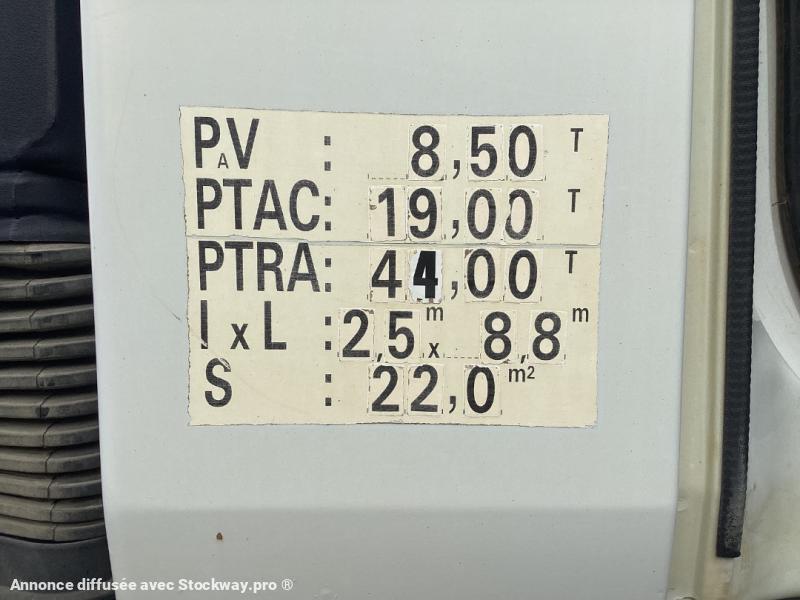 PAV : 8,50 T
PTAC: 19,00 T
PTRA: 44,00 T
l x L : 2,5 m x 8,8 m
S : 22,0 m²
Annonce diffusée avec Stockway.pro ®